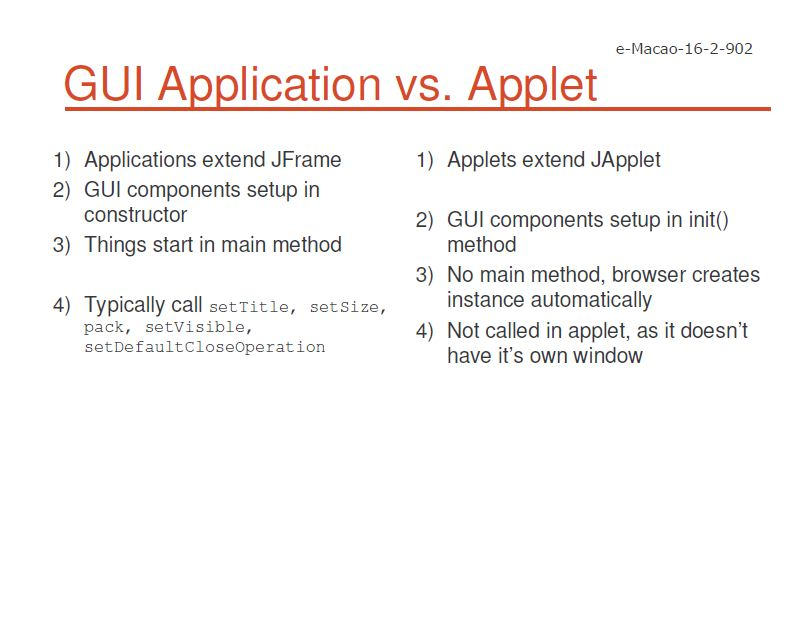 e-Macao-16-2-902
GUI Application vs. Applet
1) Applications extend JFrame
2) GUI components setup in
constructor
3) Things start in main method
4) Typically call setTitle, setSize,
pack, setVisible,
setDefaultCloseOperation
1) Applets extend JApplet
2) GUI components setup in init()
method
3) No main method, browser creates
instance automatically
4) Not called in applet, as it doesn’t
have it’s own window